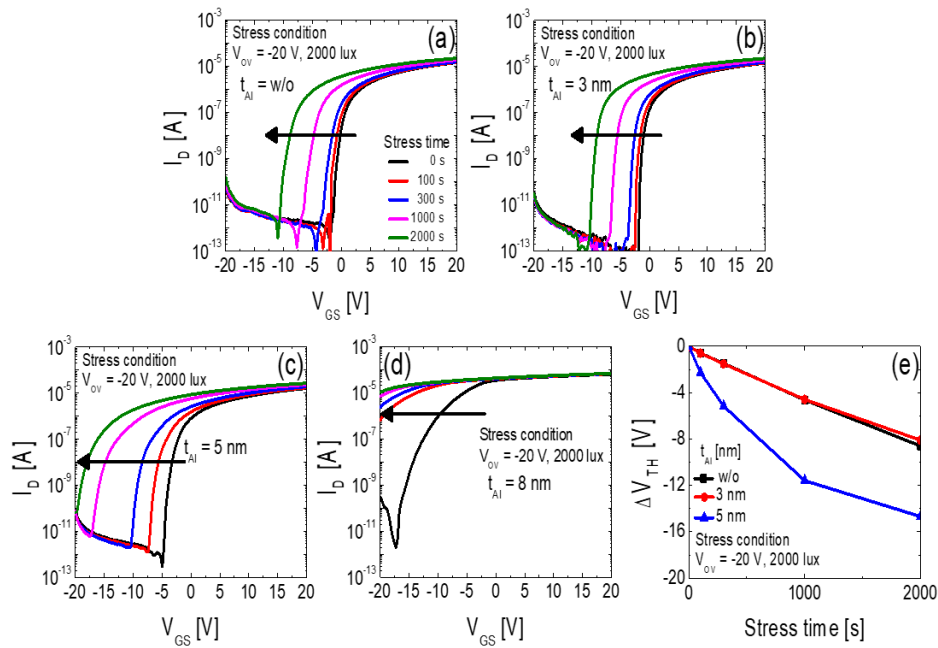 (a)
Stress condition
V_OV = -20 V, 2000 lux
t_Al = w/o
Stress time
0 s
100 s
300 s
1000 s
2000 s
10^-3
10^-5
10^-7
10^-9
10^-11
10^-13
I_D [A]
-20 -15 -10 -5 0 5 10 15 20
V_GS [V]
(b)
Stress condition
V_OV = -20 V, 2000 lux
t_Al = 3 nm
10^-3
10^-5
10^-7
10^-9
10^-11
10^-13
I_D [A]
-20 -15 -10 -5 0 5 10 15 20
V_GS [V]
(c)
Stress condition
V_OV = -20 V, 2000 lux
t_Al = 5 nm
10^-3
10^-5
10^-7
10^-9
10^-11
10^-13
I_D [A]
-20 -15 -10 -5 0 5 10 15 20
V_GS [V]
(d)
Stress condition
V_OV = -20 V, 2000 lux
t_Al = 8 nm
10^-3
10^-5
10^-7
10^-9
10^-11
10^-13
I_D [A]
-20 -15 -10 -5 0 5 10 15 20
V_GS [V]
(e)
0
-4
-8
-12
-16
-20
ΔV_TH [V]
t_Al [nm]
w/o
3 nm
5 nm
Stress condition
V_OV = -20 V, 2000 lux
0 1000 2000
Stress time [s]